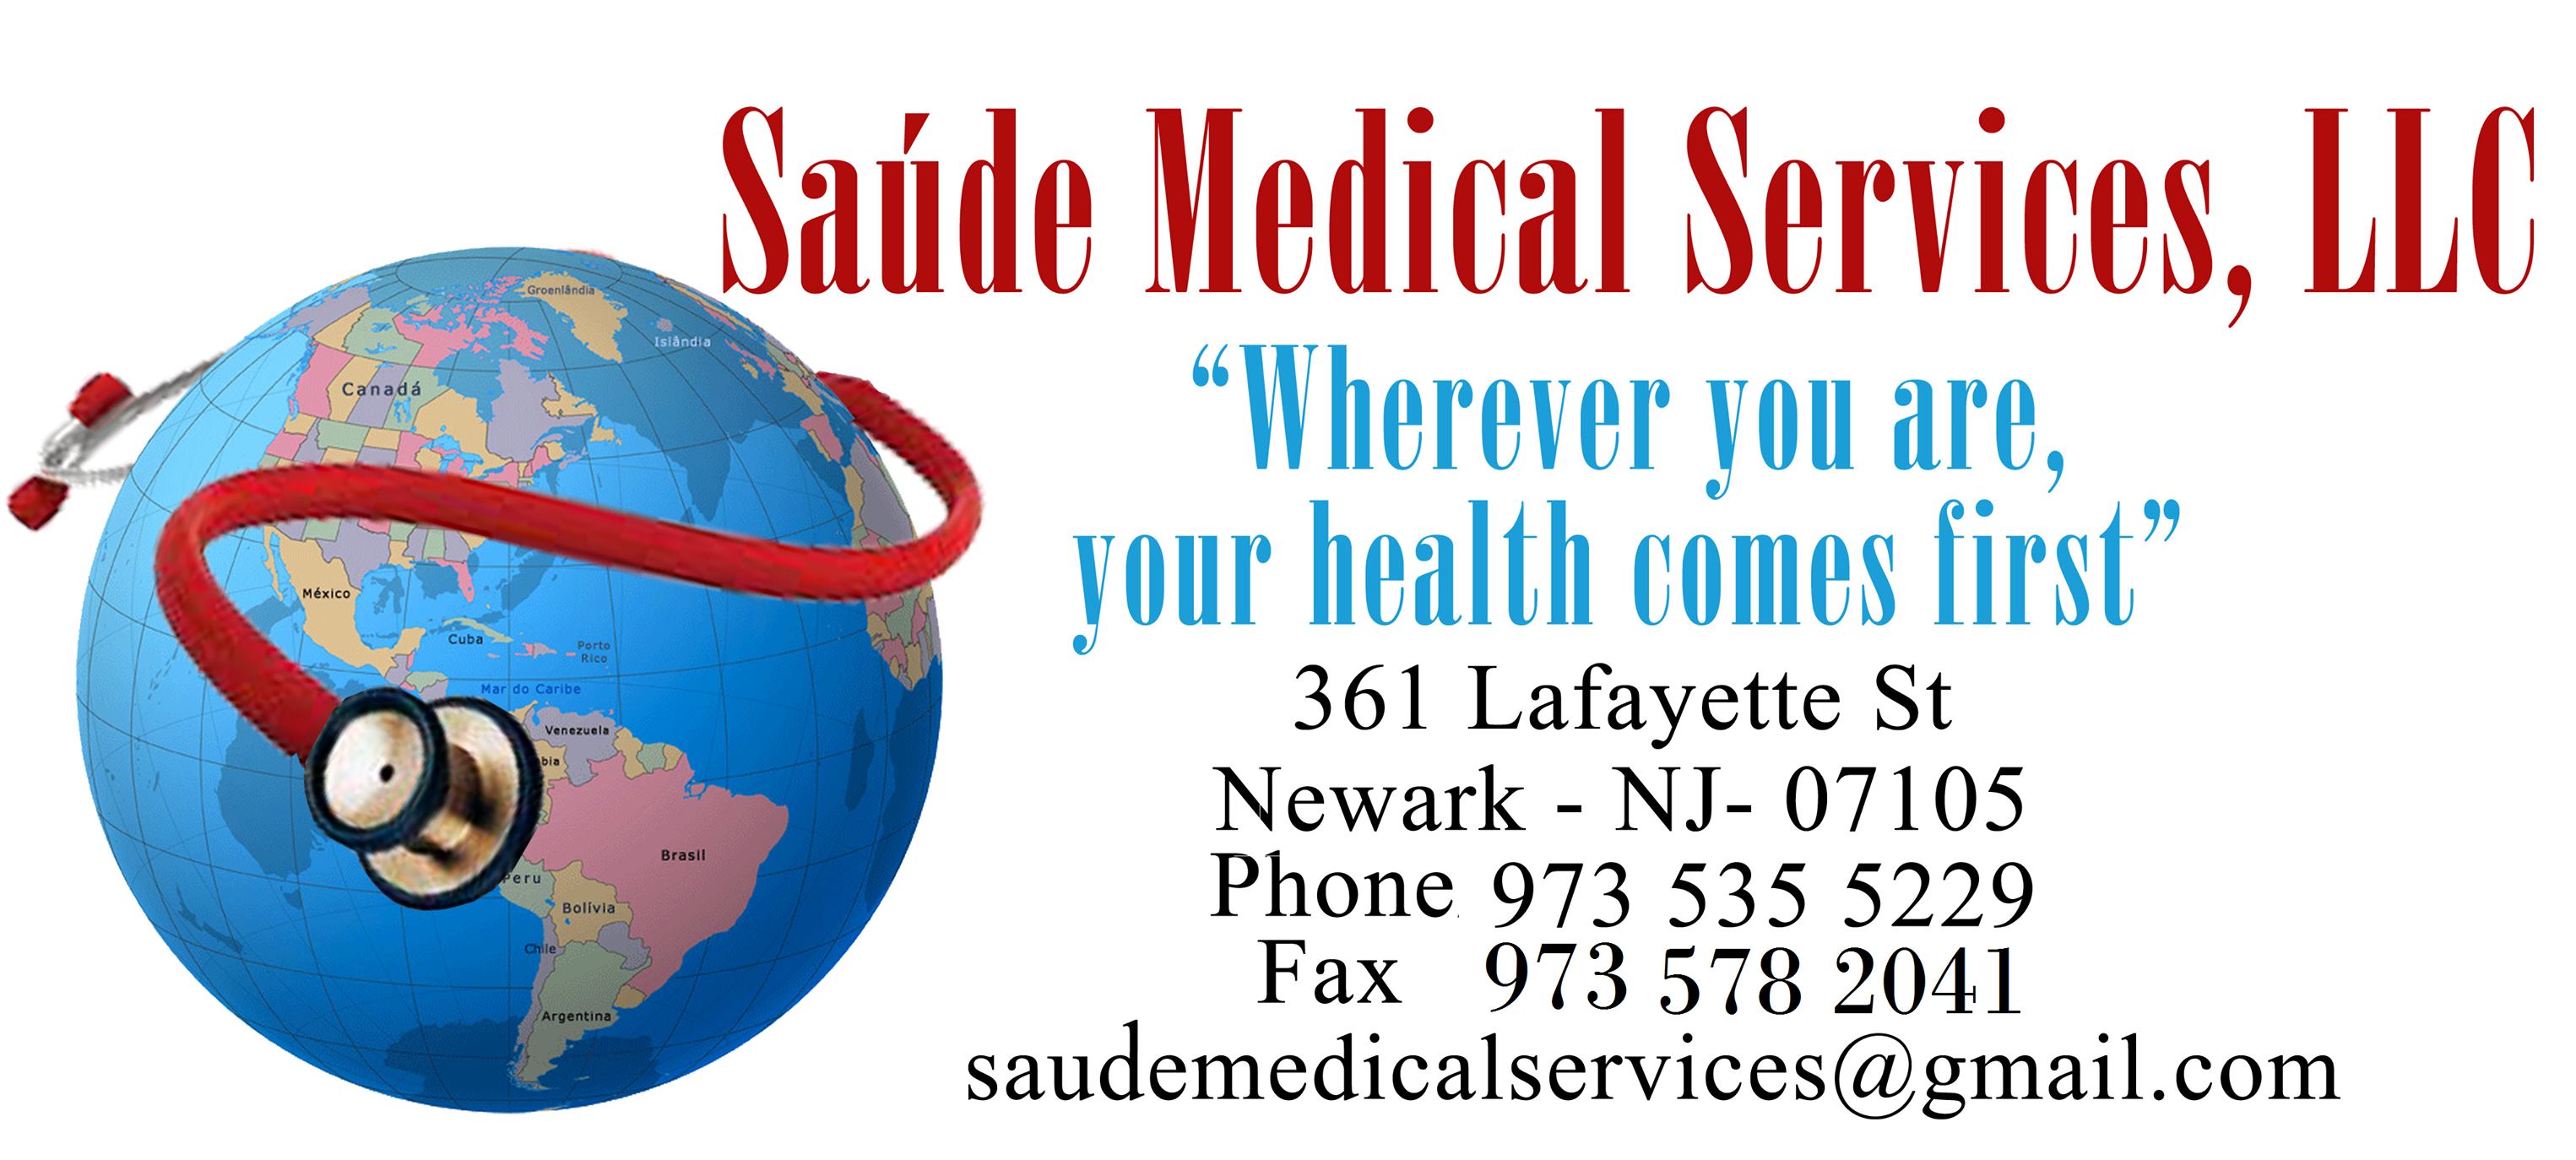 Saúde Medical Services, LLC
“Wherever you are,
your health comes first”
361 Lafayette St
Newark - NJ- 07105
Phone 973 535 5229
Fax 973 578 2041
saudemedicalservices@gmail.com
Groenlândia
Islândia
Canadá
México
Cuba
Porto
Rico
Mar do Caribe
Venezuela
bia
Brasil
Peru
Bolívia
Chile
Argentina